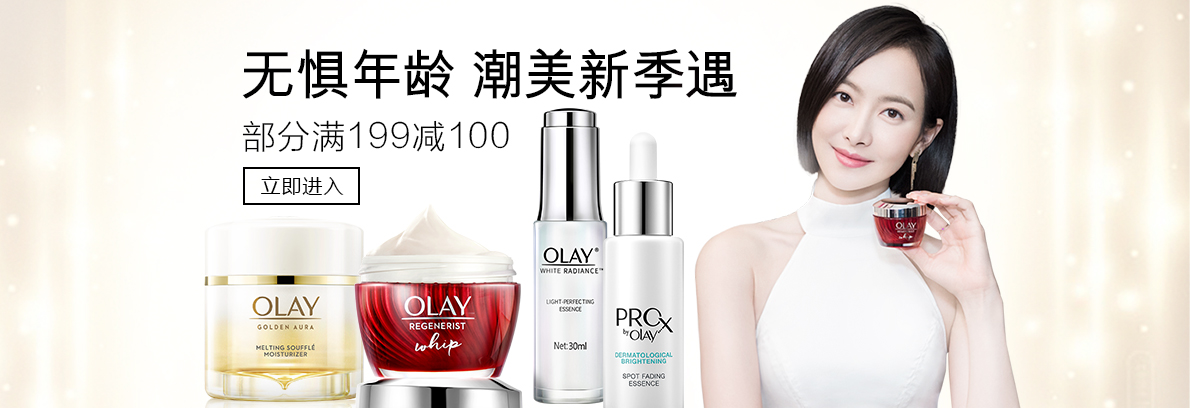 无惧年龄 潮美新季遇
部分满199减100
立即进入
OLAY
GOLDEN AURA
MELTING SOUFFLÉ
MOISTURIZER
OLAY
REGENERIST
whip
OLAY®
WHITE RADIANCE™
LIGHT-PERFECTING
ESSENCE
Net:30ml
PROX
by OLAY
DERMATOLOGICAL
BRIGHTENING
SPOT FADING
ESSENCE
OLAY
whip